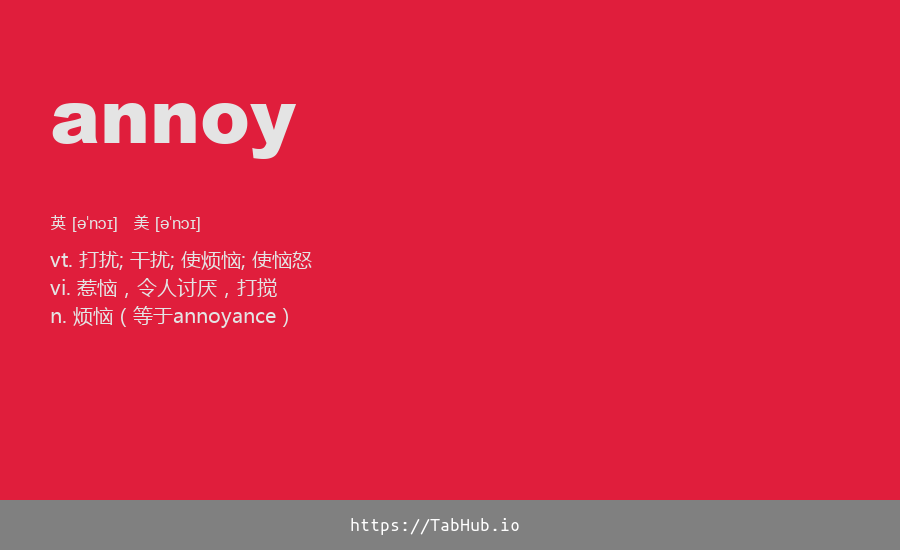 annoy
英 [ə'nɔɪ] 美 [ə'nɔɪ]
vt. 打扰; 干扰; 使烦恼; 使恼怒
vi. 惹恼，令人讨厌，打搅
n. 烦恼（等于annoyance）
https://TabHub.io